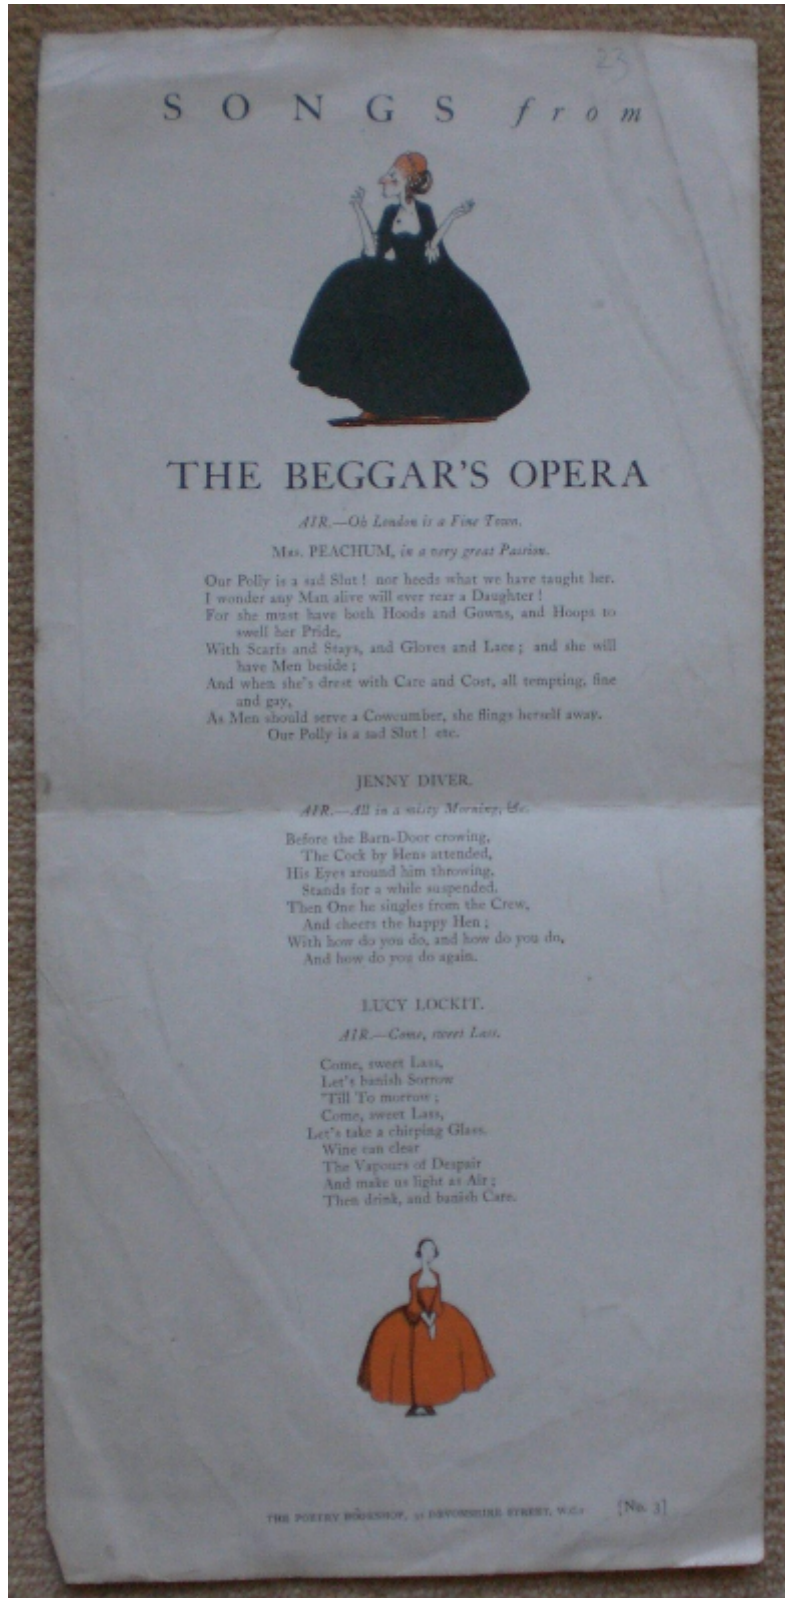 23
SONGS from
THE BEGGAR'S OPERA
AIR.—Oh London is a Fine Town.
Mrs. PEACHUM, in a very great Passion.
Our Polly is a sad Slut! nor heeds what we have taught her.
I wonder any Man alive will ever rear a Daughter!
For she must have both Hoods and Gowns, and Hoops to
swell her Pride,
With Scarfs and Stays, and Gloves and Lace; and she will
have Men beside;
And when she's drest with Care and Cost, all tempting, fine
and gay,
As Men should serve a Cowcumber, she flings herself away.
Our Polly is a sad Slut! etc.
JENNY DIVER.
AIR.—All in a misty Morning, &c.
Before the Barn-Door crowing,
The Cock by Hens attended,
His Eyes around him throwing,
Stands for a while suspended.
Then One he singles from the Crew,
And cheers the happy Hen;
With how do you do, and how do you do,
And how do you do again.
LUCY LOCKIT.
AIR.—Come, sweet Lass.
Come, sweet Lass,
Let's banish Sorrow
'Till To morrow;
Come, sweet Lass,
Let's take a chirping Glass.
Wine can clear
The Vapours of Despair
And make us light as Air;
Then drink, and banish Care.
THE POETRY BOOKSHOP, DEVONSHIRE STREET, W.C.1 [No. 3]